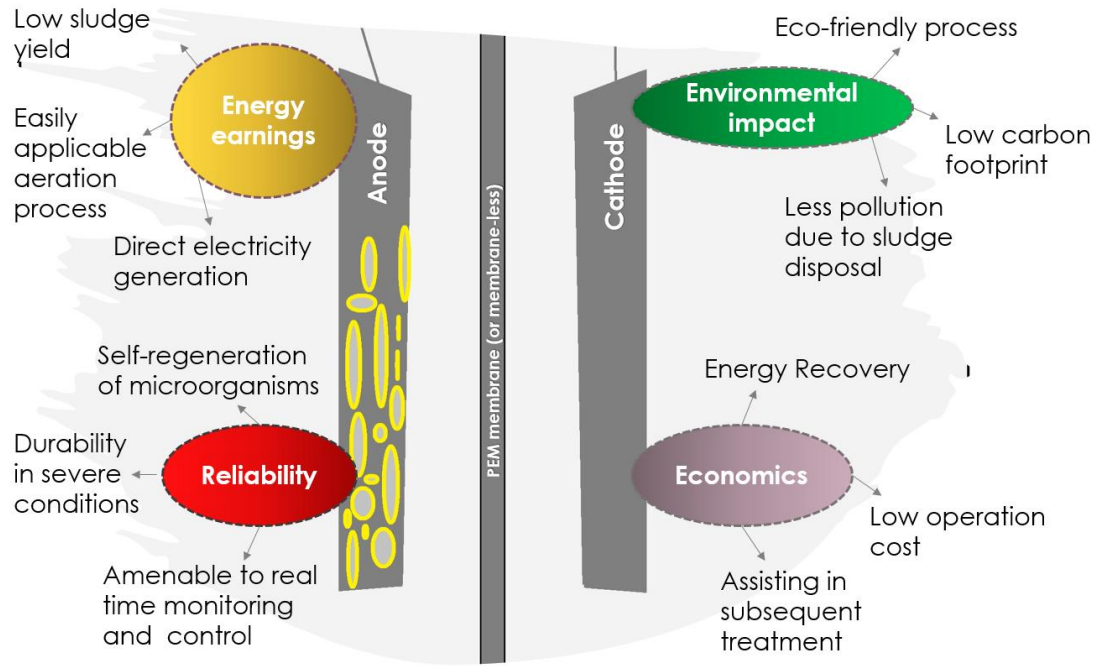 Low sludge
yield
Energy
earnings
Easily
applicable
aeration
process
Direct electricity
generation
Anode
Self-regeneration
of microorganisms
Reliability
Durability
in severe
conditions
Amenable to real
time monitoring
and control
PEM membrane (or membrane-less)
Cathode
Environmental
impact
Eco-friendly process
Low carbon
footprint
Less pollution
due to sludge
disposal
Energy Recovery
Economics
Low operation
cost
Assisting in
subsequent
treatment